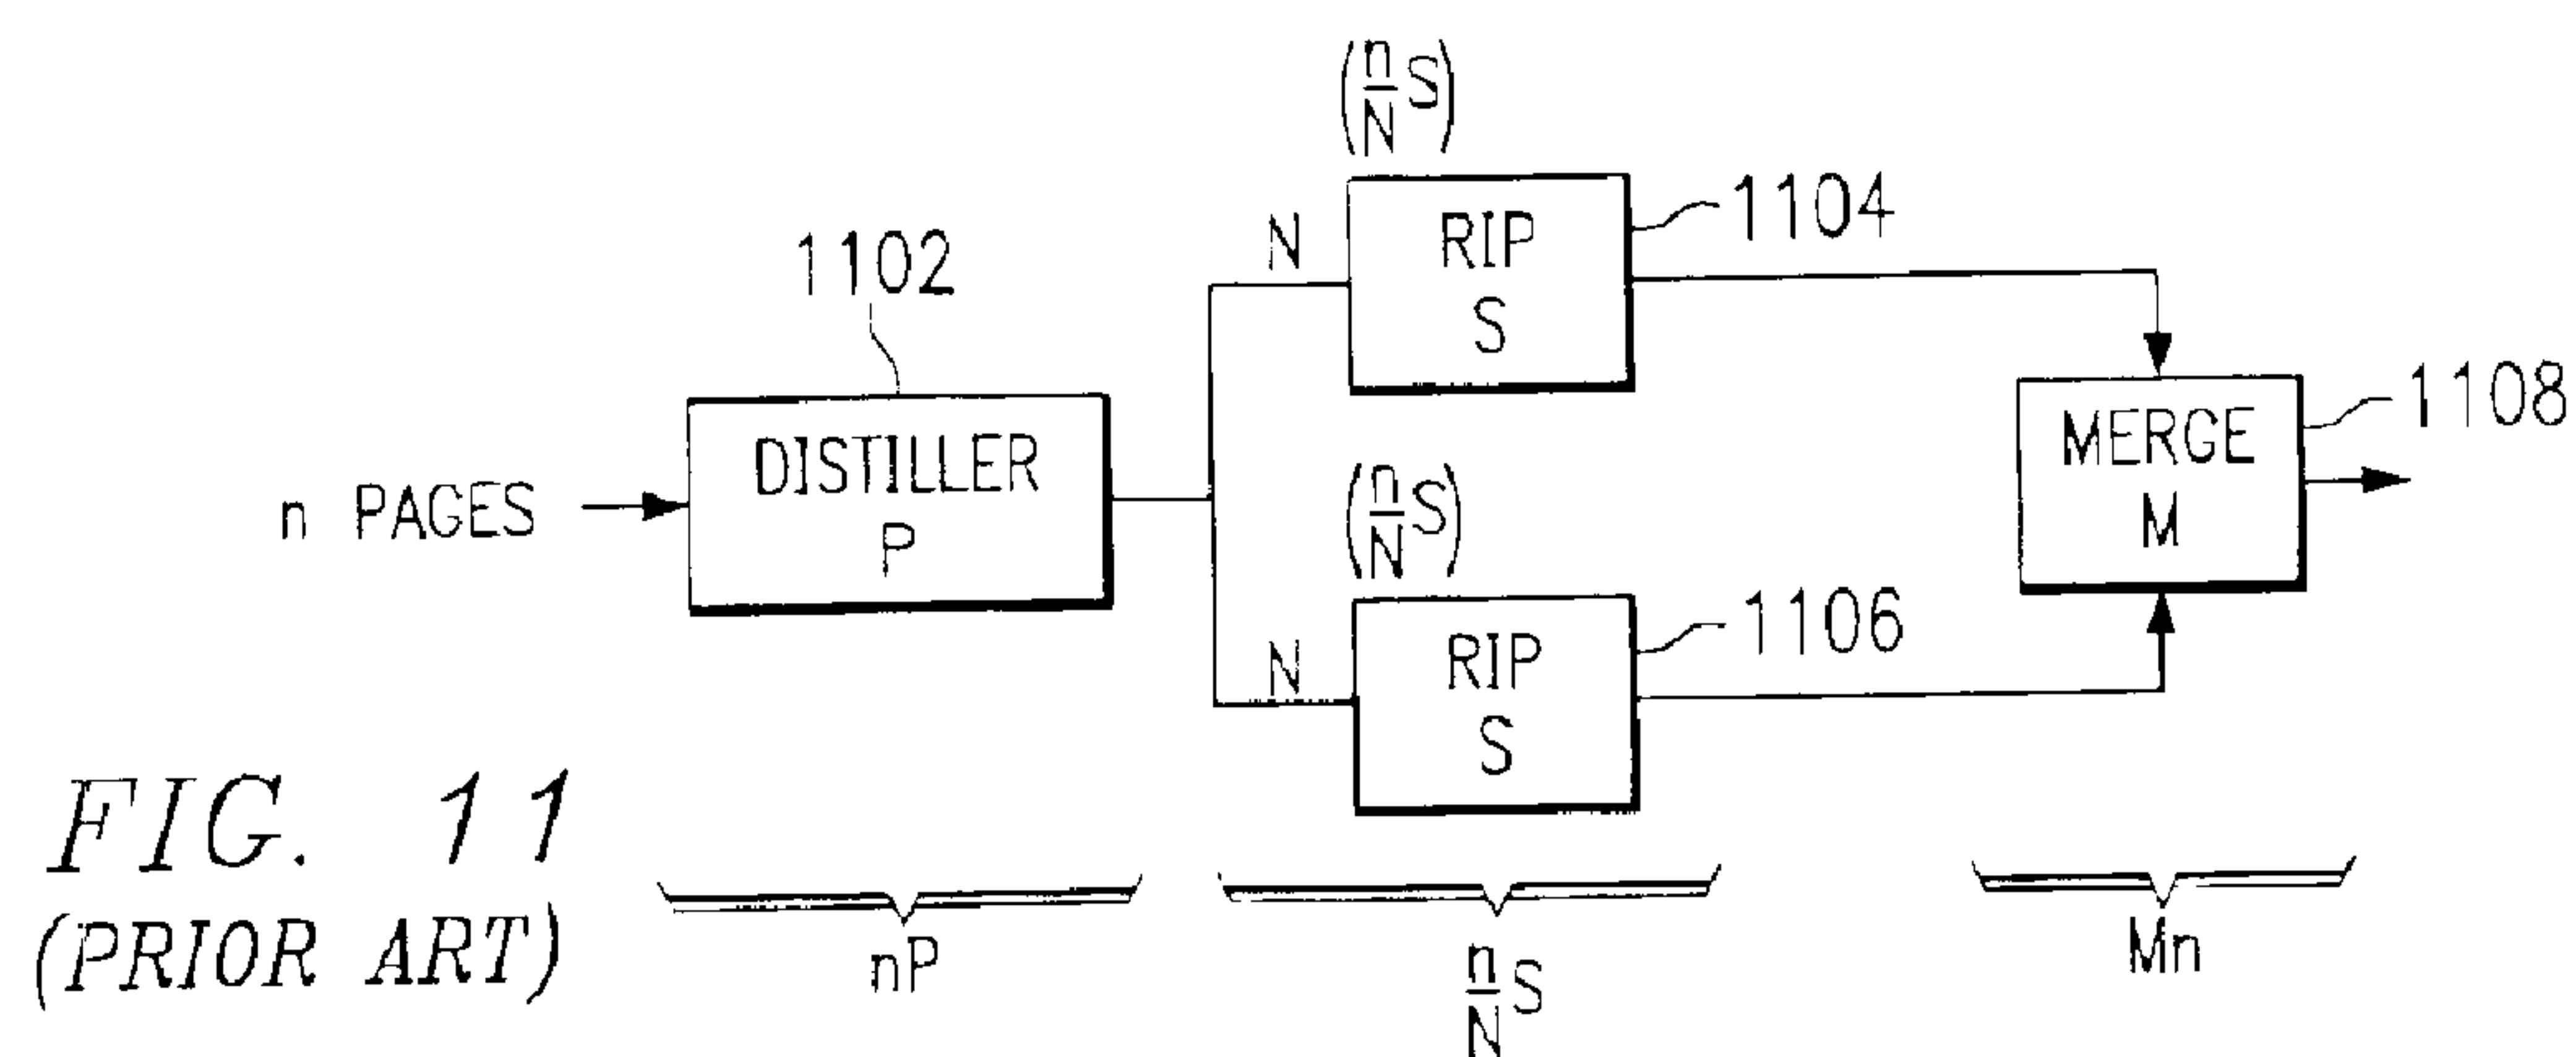 (n/N S)
1104
N
RIP
S
1102
1108
MERGE
M
DISTILLER
P
n PAGES
(n/N S)
1106
N
RIP
S
FIG. 11
(PRIOR ART)
nP
n/N S
Mn